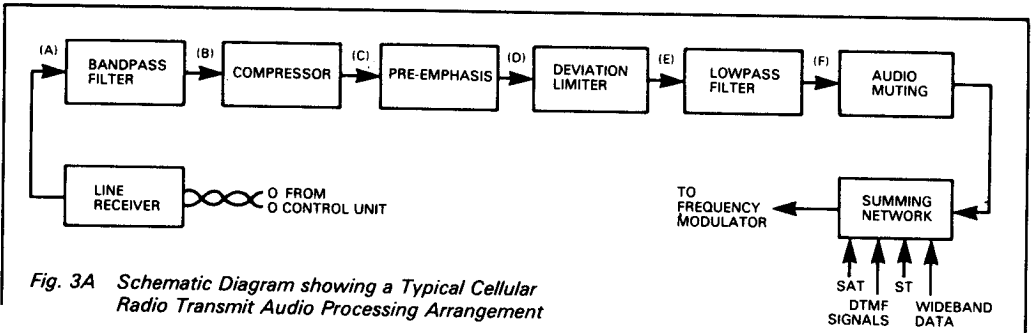 (A)
BANDPASS
FILTER
(B)
COMPRESSOR
(C)
PRE-EMPHASIS
(D)
DEVIATION
LIMITER
(E)
LOWPASS
FILTER
(F)
AUDIO
MUTING
LINE
RECEIVER
O FROM
O CONTROL UNIT
TO
FREQUENCY
MODULATOR
SUMMING
NETWORK
SAT
DTMF
SIGNALS
ST
WIDEBAND
DATA
Fig. 3A Schematic Diagram showing a Typical Cellular
Radio Transmit Audio Processing Arrangement